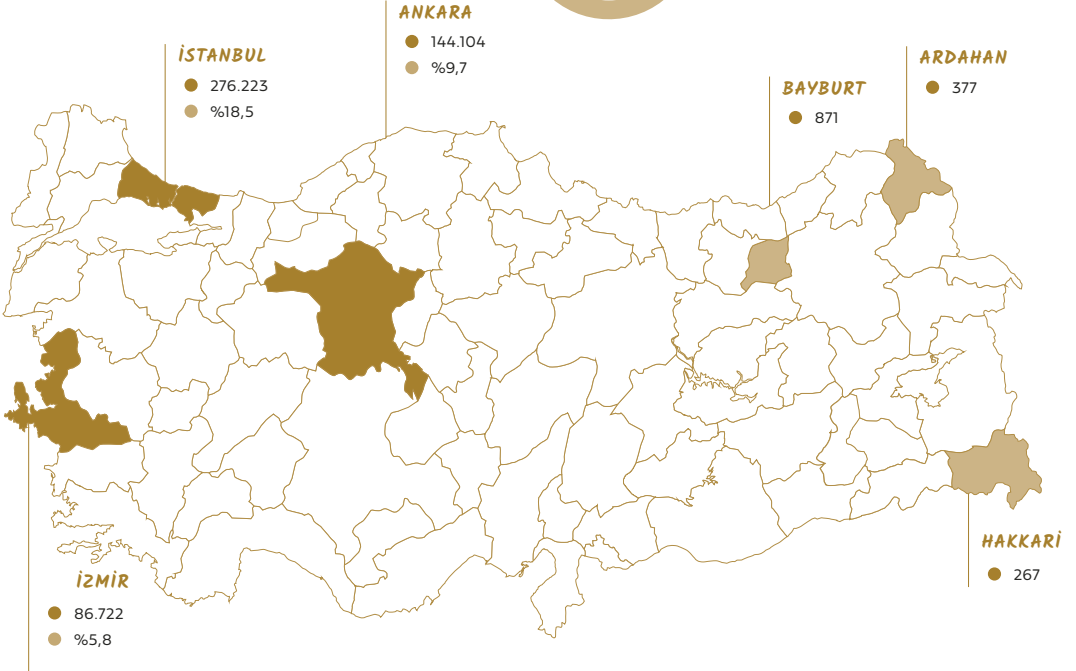 ANKARA
144.104
%9,7
İSTANBUL
276.223
%18,5
ARDAHAN
377
BAYBURT
871
HAKKARİ
267
İZMİR
86.722
%5,8